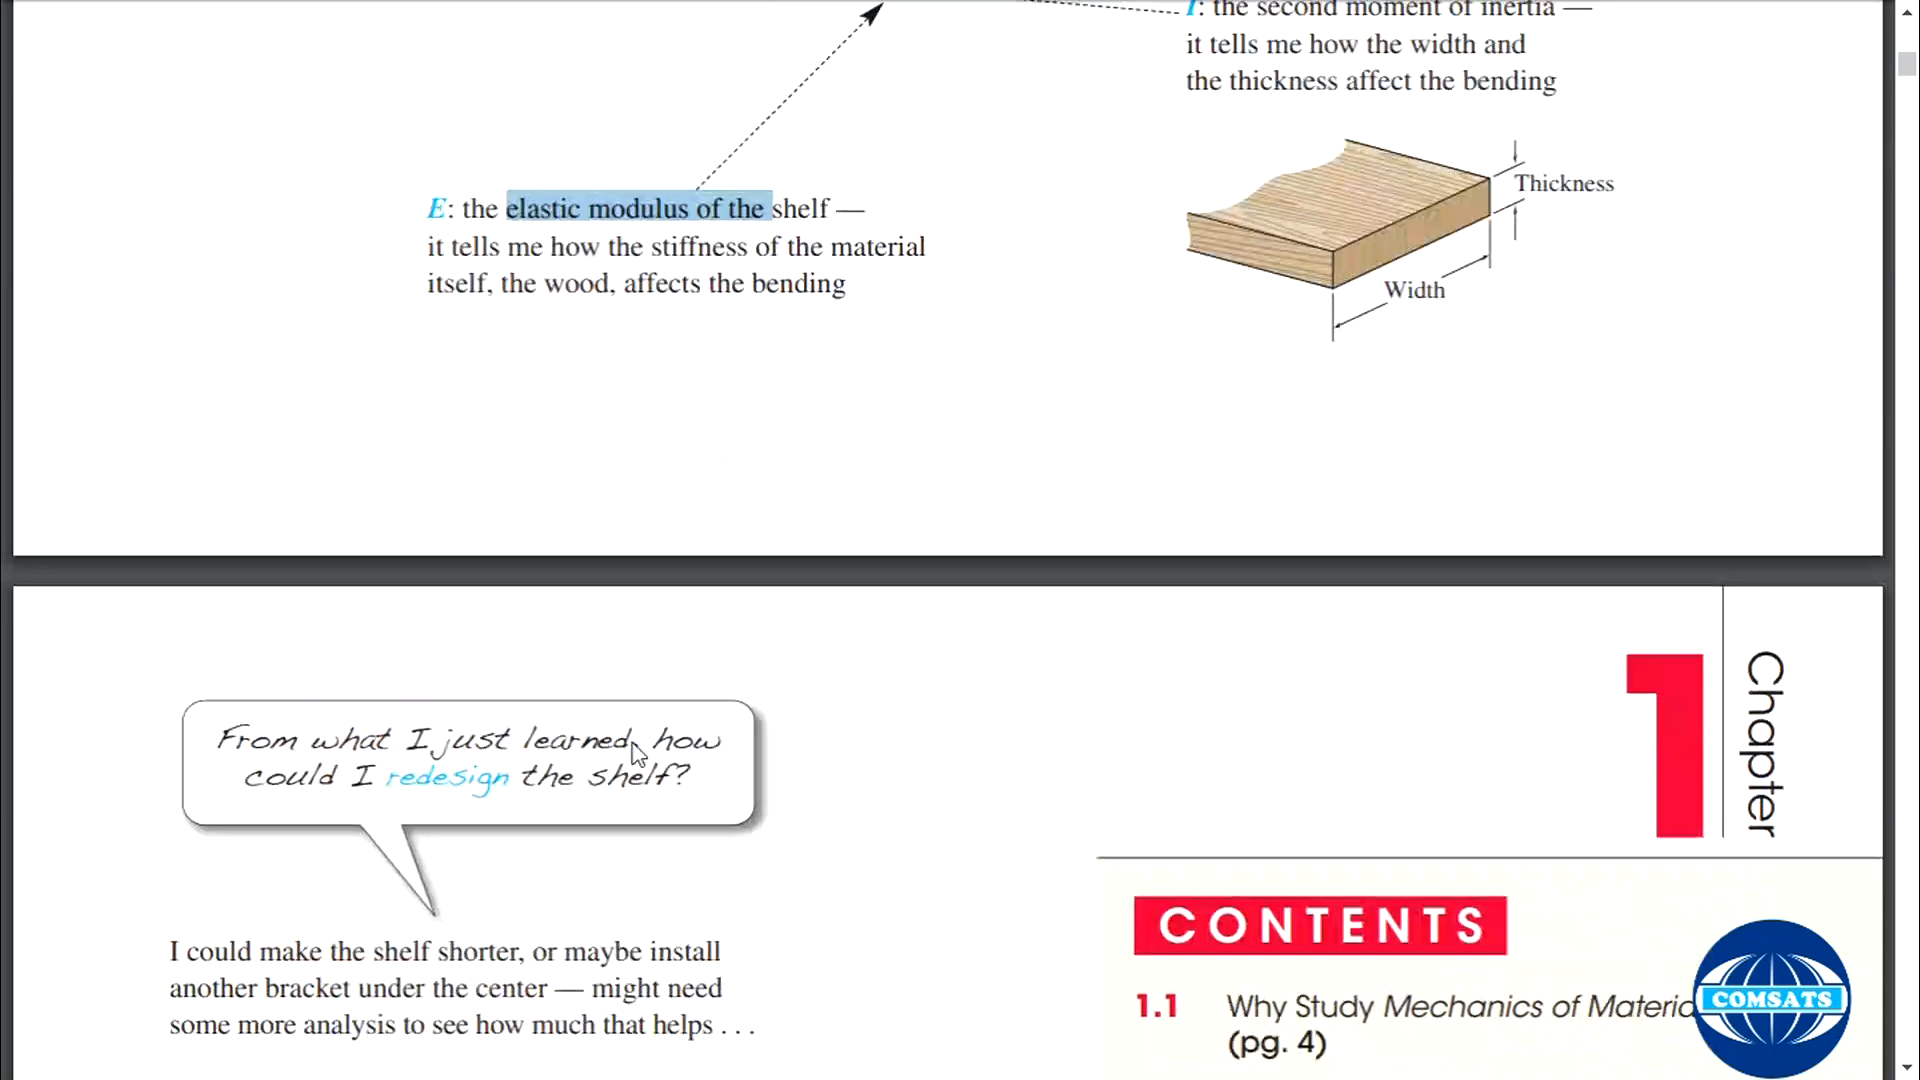 I: the second moment of inertia —
it tells me how the width and
the thickness affect the bending
E: the elastic modulus of the shelf —
it tells me how the stiffness of the material
itself, the wood, affects the bending
Thickness
Width
From what I just learned, how
could I redesign the shelf?
I could make the shelf shorter, or maybe install
another bracket under the center — might need
some more analysis to see how much that helps . . .
1
Chapter
CONTENTS
1.1 Why Study Mechanics of Materia
(pg. 4)
COMSATS